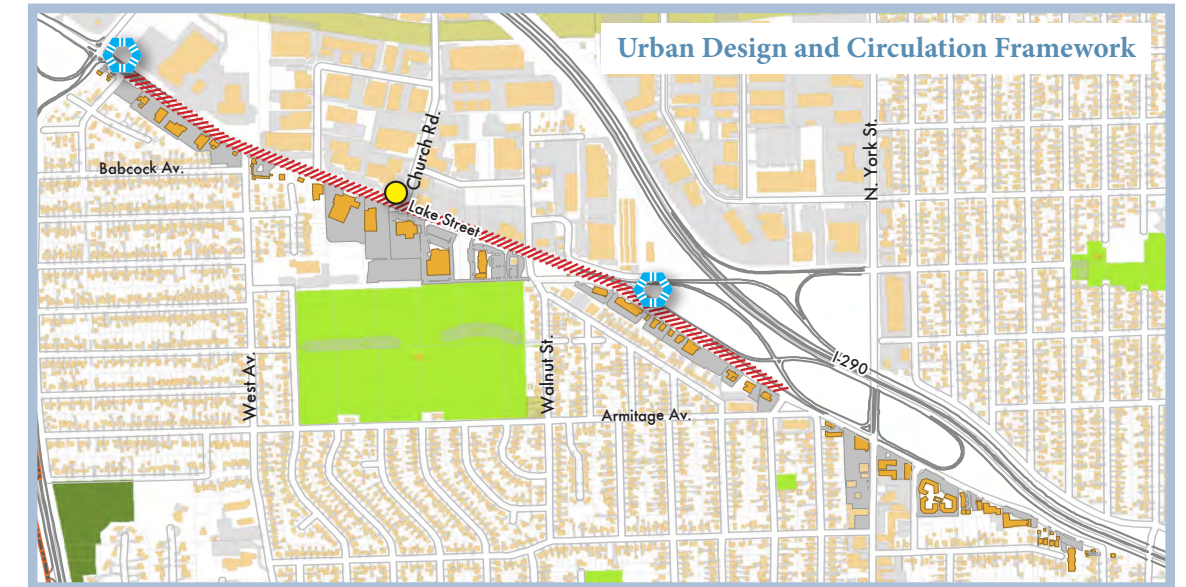 Urban Design and Circulation Framework
Church Rd.
N. York St.
Babcock Av.
Lake Street
West Av.
Walnut St.
I-290
Armitage Av.